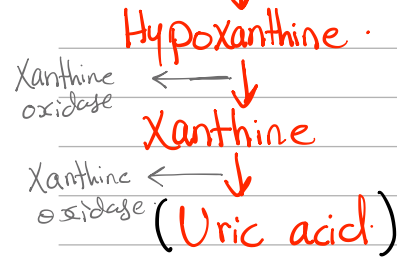 Hypoxanthine.
Xanthine
oxidase
Xanthine
Xanthine
oxidase.
(Uric acid.)